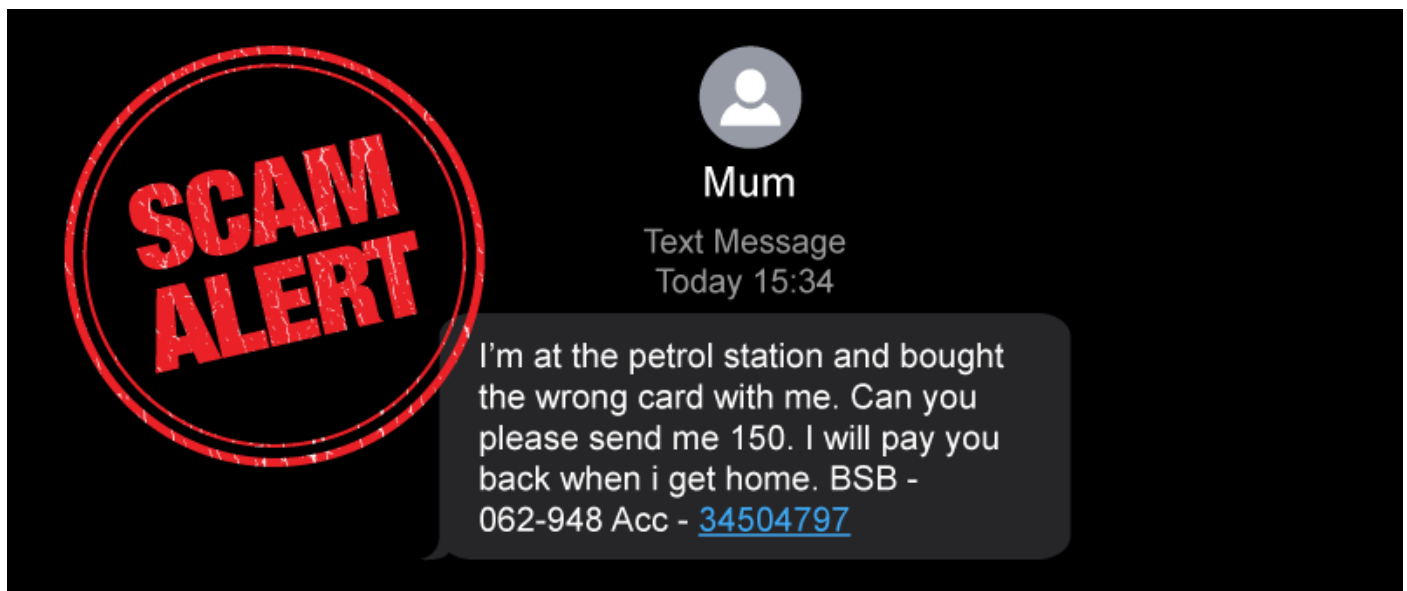 SCAM
ALERT
Mum
Text Message
Today 15:34
I’m at the petrol station and bought
the wrong card with me. Can you
please send me 150. I will pay you
back when i get home. BSB -
062-948 Acc - 34504797